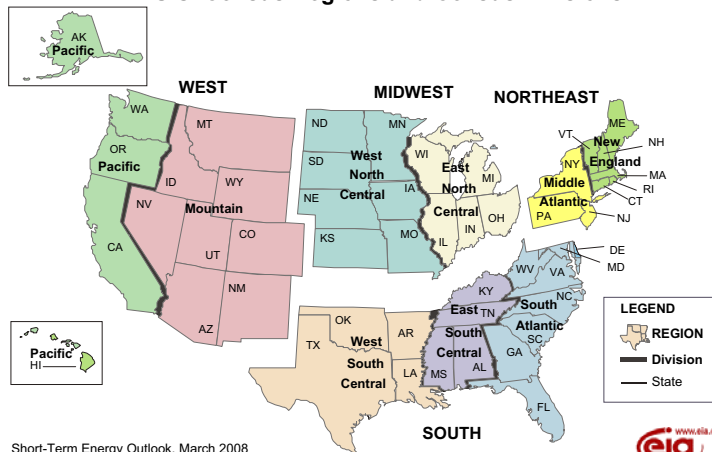 AK
Pacific
WEST
MIDWEST
NORTHEAST
WA
MT
OR
Pacific
ID
WY
NV
Mountain
CA
UT
CO
AZ
NM
ND
MN
SD
West
North
NE
IA
Central
KS
MO
WI
East
MI
North
Central
OH
IL
IN
VT
ME
New
NH
England
NY
MA
Middle
RI
Atlantic
CT
PA
NJ
DE
MD
WV
VA
KY
NC
East
TN
South
South
Atlantic
Central
SC
MS
AL
GA
FL
OK
AR
West
TX
South
LA
Central
SOUTH
Pacific
HI
LEGEND
REGION
Division
State
Short-Term Energy Outlook, March 2008
www.eia.
eia